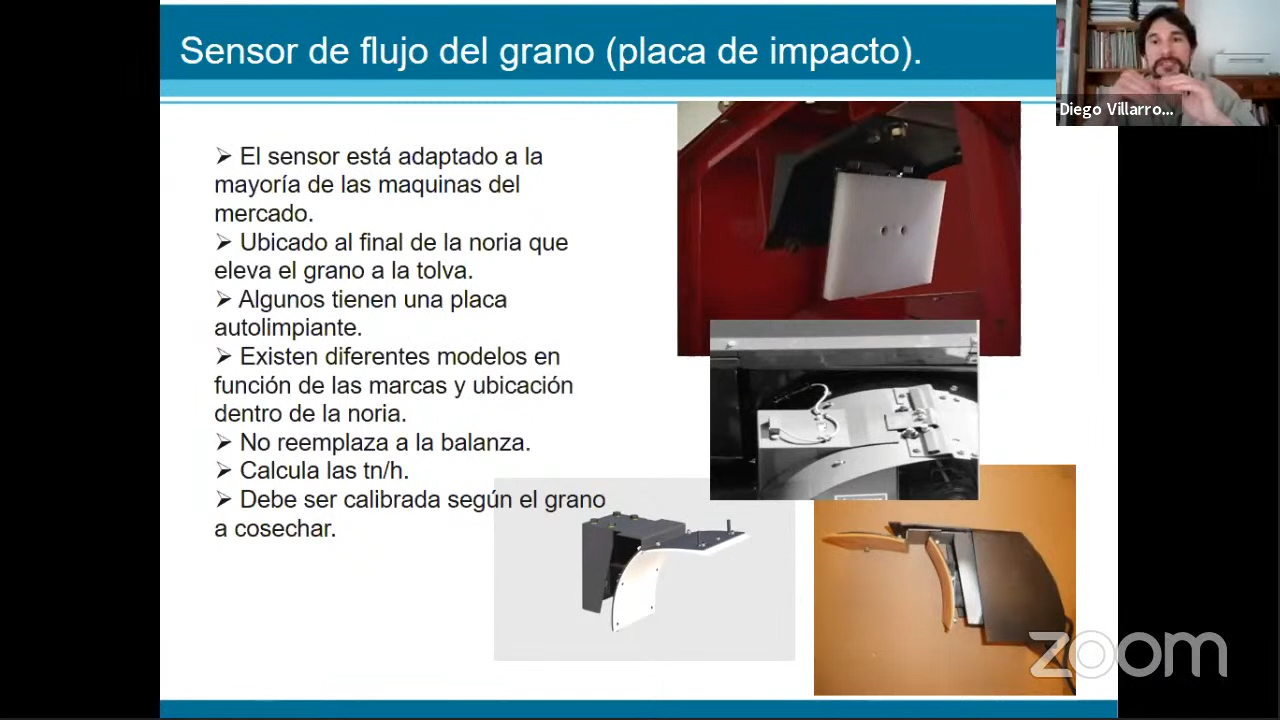 Sensor de flujo del grano (placa de impacto).
Diego Villarro...
➢ El sensor está adaptado a la
mayoría de las maquinas del
mercado.
➢ Ubicado al final de la noria que
eleva el grano a la tolva.
➢ Algunos tienen una placa
autolimpiante.
➢ Existen diferentes modelos en
función de las marcas y ubicación
dentro de la noria.
➢ No reemplaza a la balanza.
➢ Calcula las tn/h.
➢ Debe ser calibrada según el grano
a cosechar.
zoom